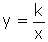 y = k/x